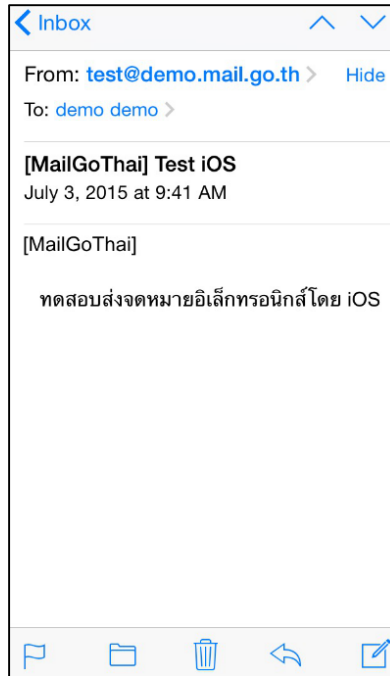 Inbox
From: test@demo.mail.go.th Hide
To: demo demo
[MailGoThai] Test iOS
July 3, 2015 at 9:41 AM
[MailGoThai]
ทดสอบส่งจดหมายอิเล็กทรอนิกส์โดย iOS